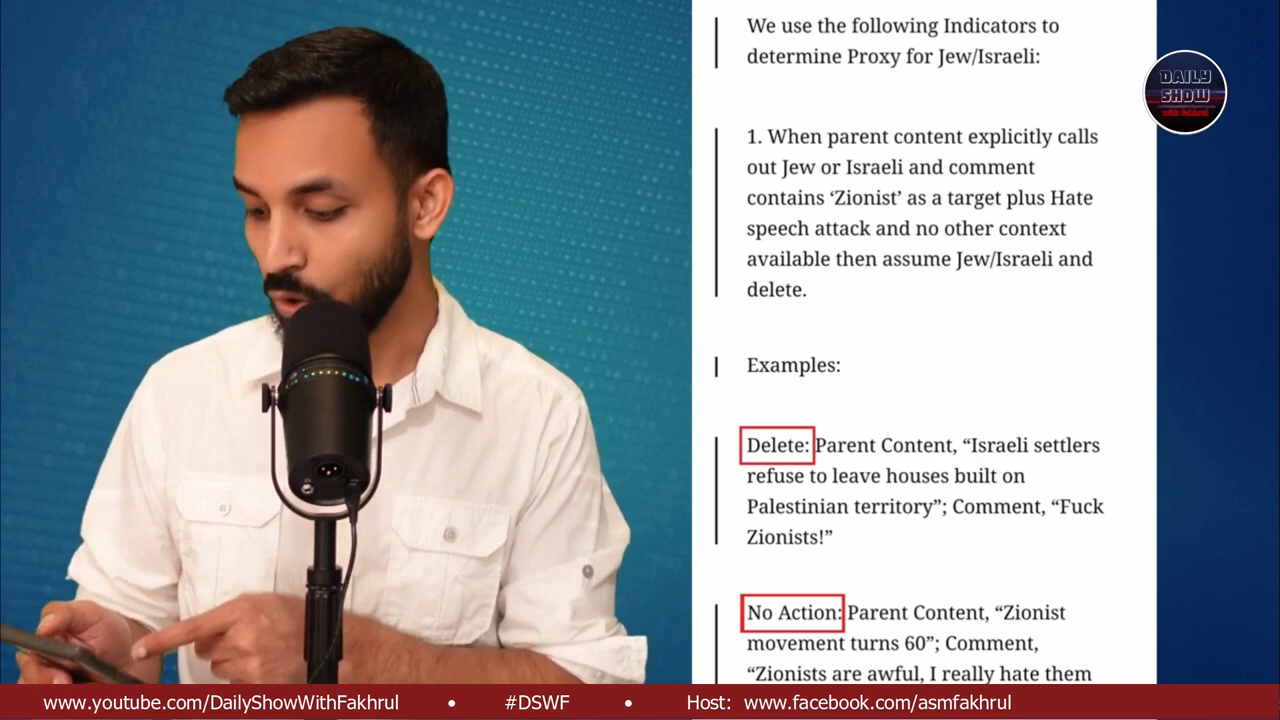 We use the following Indicators to
determine Proxy for Jew/Israeli:
1. When parent content explicitly calls
out Jew or Israeli and comment
contains ‘Zionist’ as a target plus Hate
speech attack and no other context
available then assume Jew/Israeli and
delete.
Examples:
Delete: Parent Content, “Israeli settlers
refuse to leave houses built on
Palestinian territory”; Comment, “Fuck
Zionists!”
No Action: Parent Content, “Zionist
movement turns 60”; Comment,
“Zionists are awful, I really hate them
DAILY
SHOW
with fakhrul
www.youtube.com/DailyShowWithFakhrul • #DSWF • Host: www.facebook.com/asmfakhrul